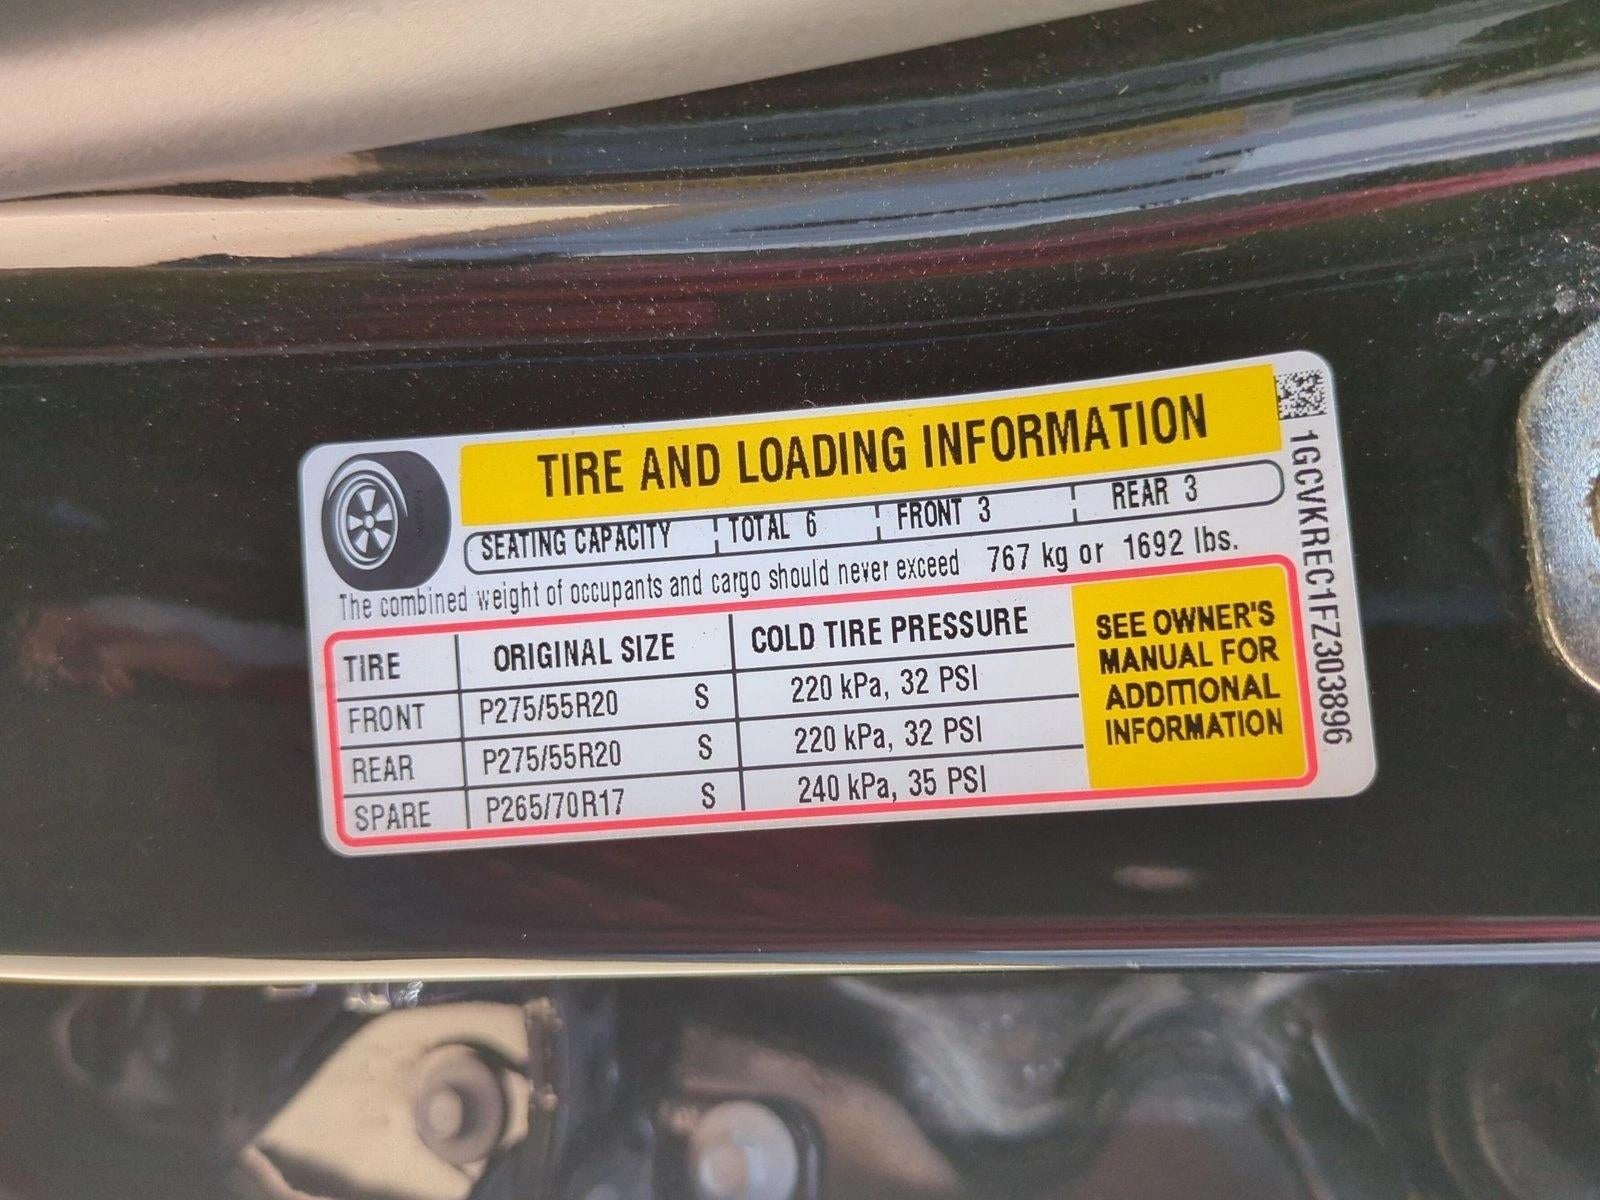 TIRE AND LOADING INFORMATION
SEATING CAPACITY TOTAL 6 FRONT 3 REAR 3
The combined weight of occupants and cargo should never exceed 767 kg or 1692 lbs.
TIRE ORIGINAL SIZE COLD TIRE PRESSURE
FRONT P275/55R20 S 220 kPa, 32 PSI
REAR P275/55R20 S 220 kPa, 32 PSI
SPARE P265/70R17 S 240 kPa, 35 PSI
SEE OWNER'S
MANUAL FOR
ADDITIONAL
INFORMATION
1GCVKREC1FZ303896